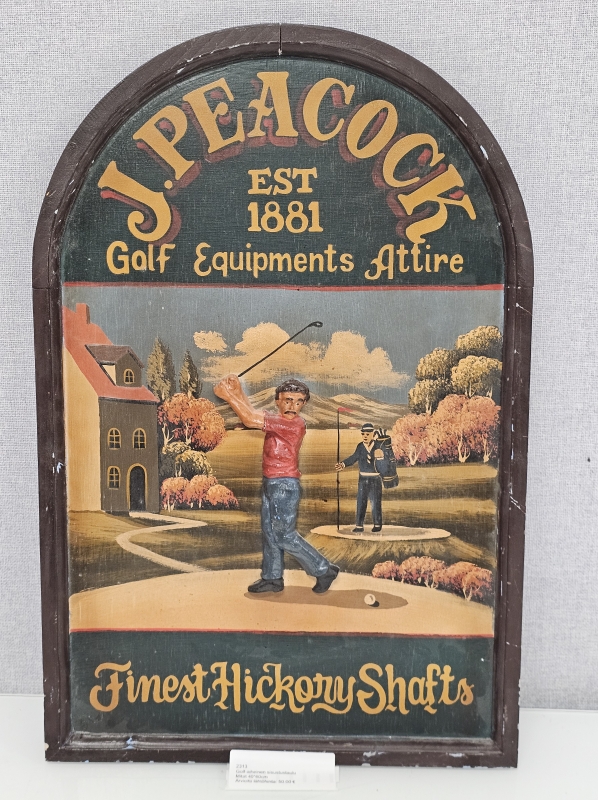 J. PEACOCK
EST
1881
Golf Equipments Attire
Finest Hickory Shafts